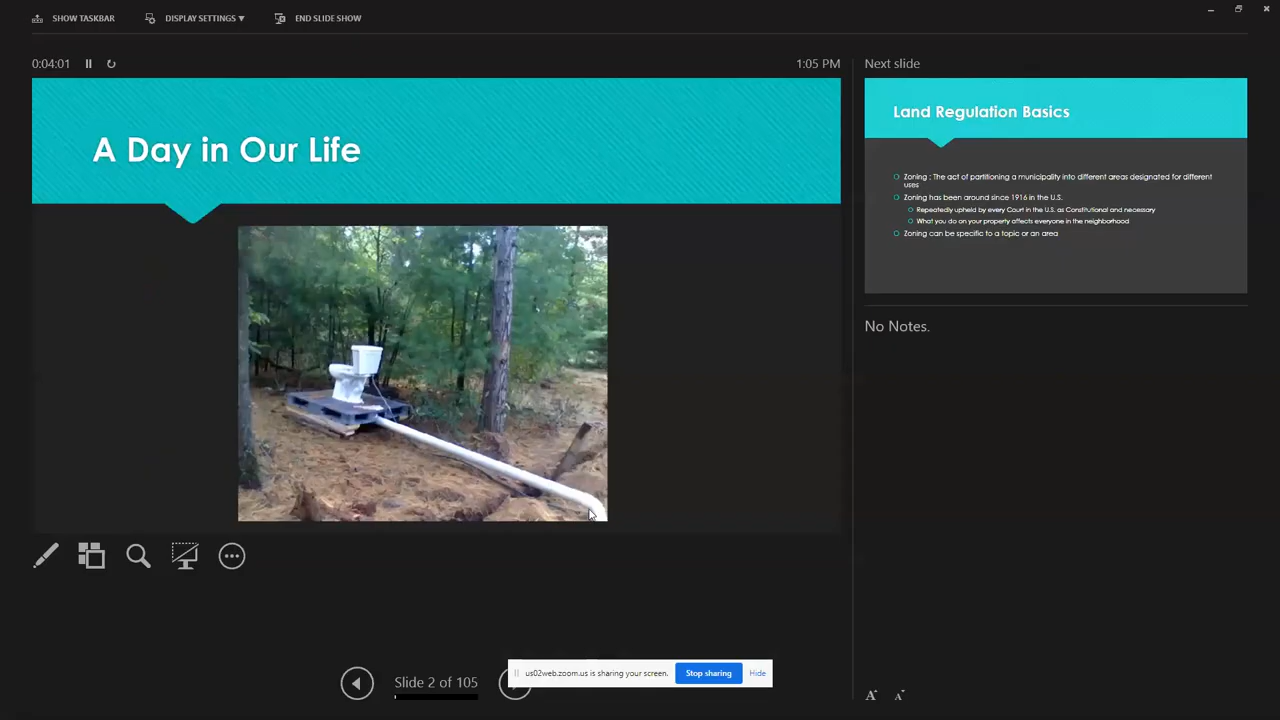 SHOW TASKBAR
DISPLAY SETTINGS ▼
END SLIDE SHOW
0:04:01
1:05 PM
A Day in Our Life
Slide 2 of 105
us02web.zoom.us is sharing your screen.
Stop sharing
Hide
Next slide
Land Regulation Basics
Zoning : The act of partitioning a municipality into different areas designated for different
uses
Zoning has been around since 1916 in the U.S.
Repeatedly upheld by every Court in the U.S. as Constitutional and necessary
What you do on your property affects everyone in the neighborhood
Zoning can be specific to a topic or an area
No Notes.
A A